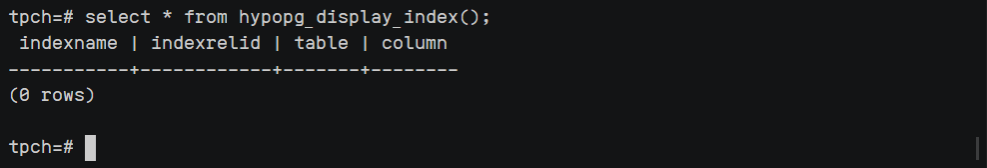 tpch=# select * from hypopg_display_index();
 indexname | indexrelid | table | column
-----------+------------+-------+--------
(0 rows)
tpch=#